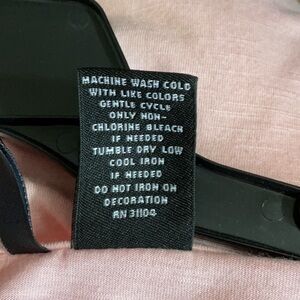 MACHINE WASH COLD
WITH LIKE COLORS
GENTLE CYCLE
ONLY NON-
CHLORINE BLEACH
IF NEEDED
TUMBLE DRY LOW
COOL IRON
IF NEEDED
DO NOT IRON ON
DECORATION
RN 31104